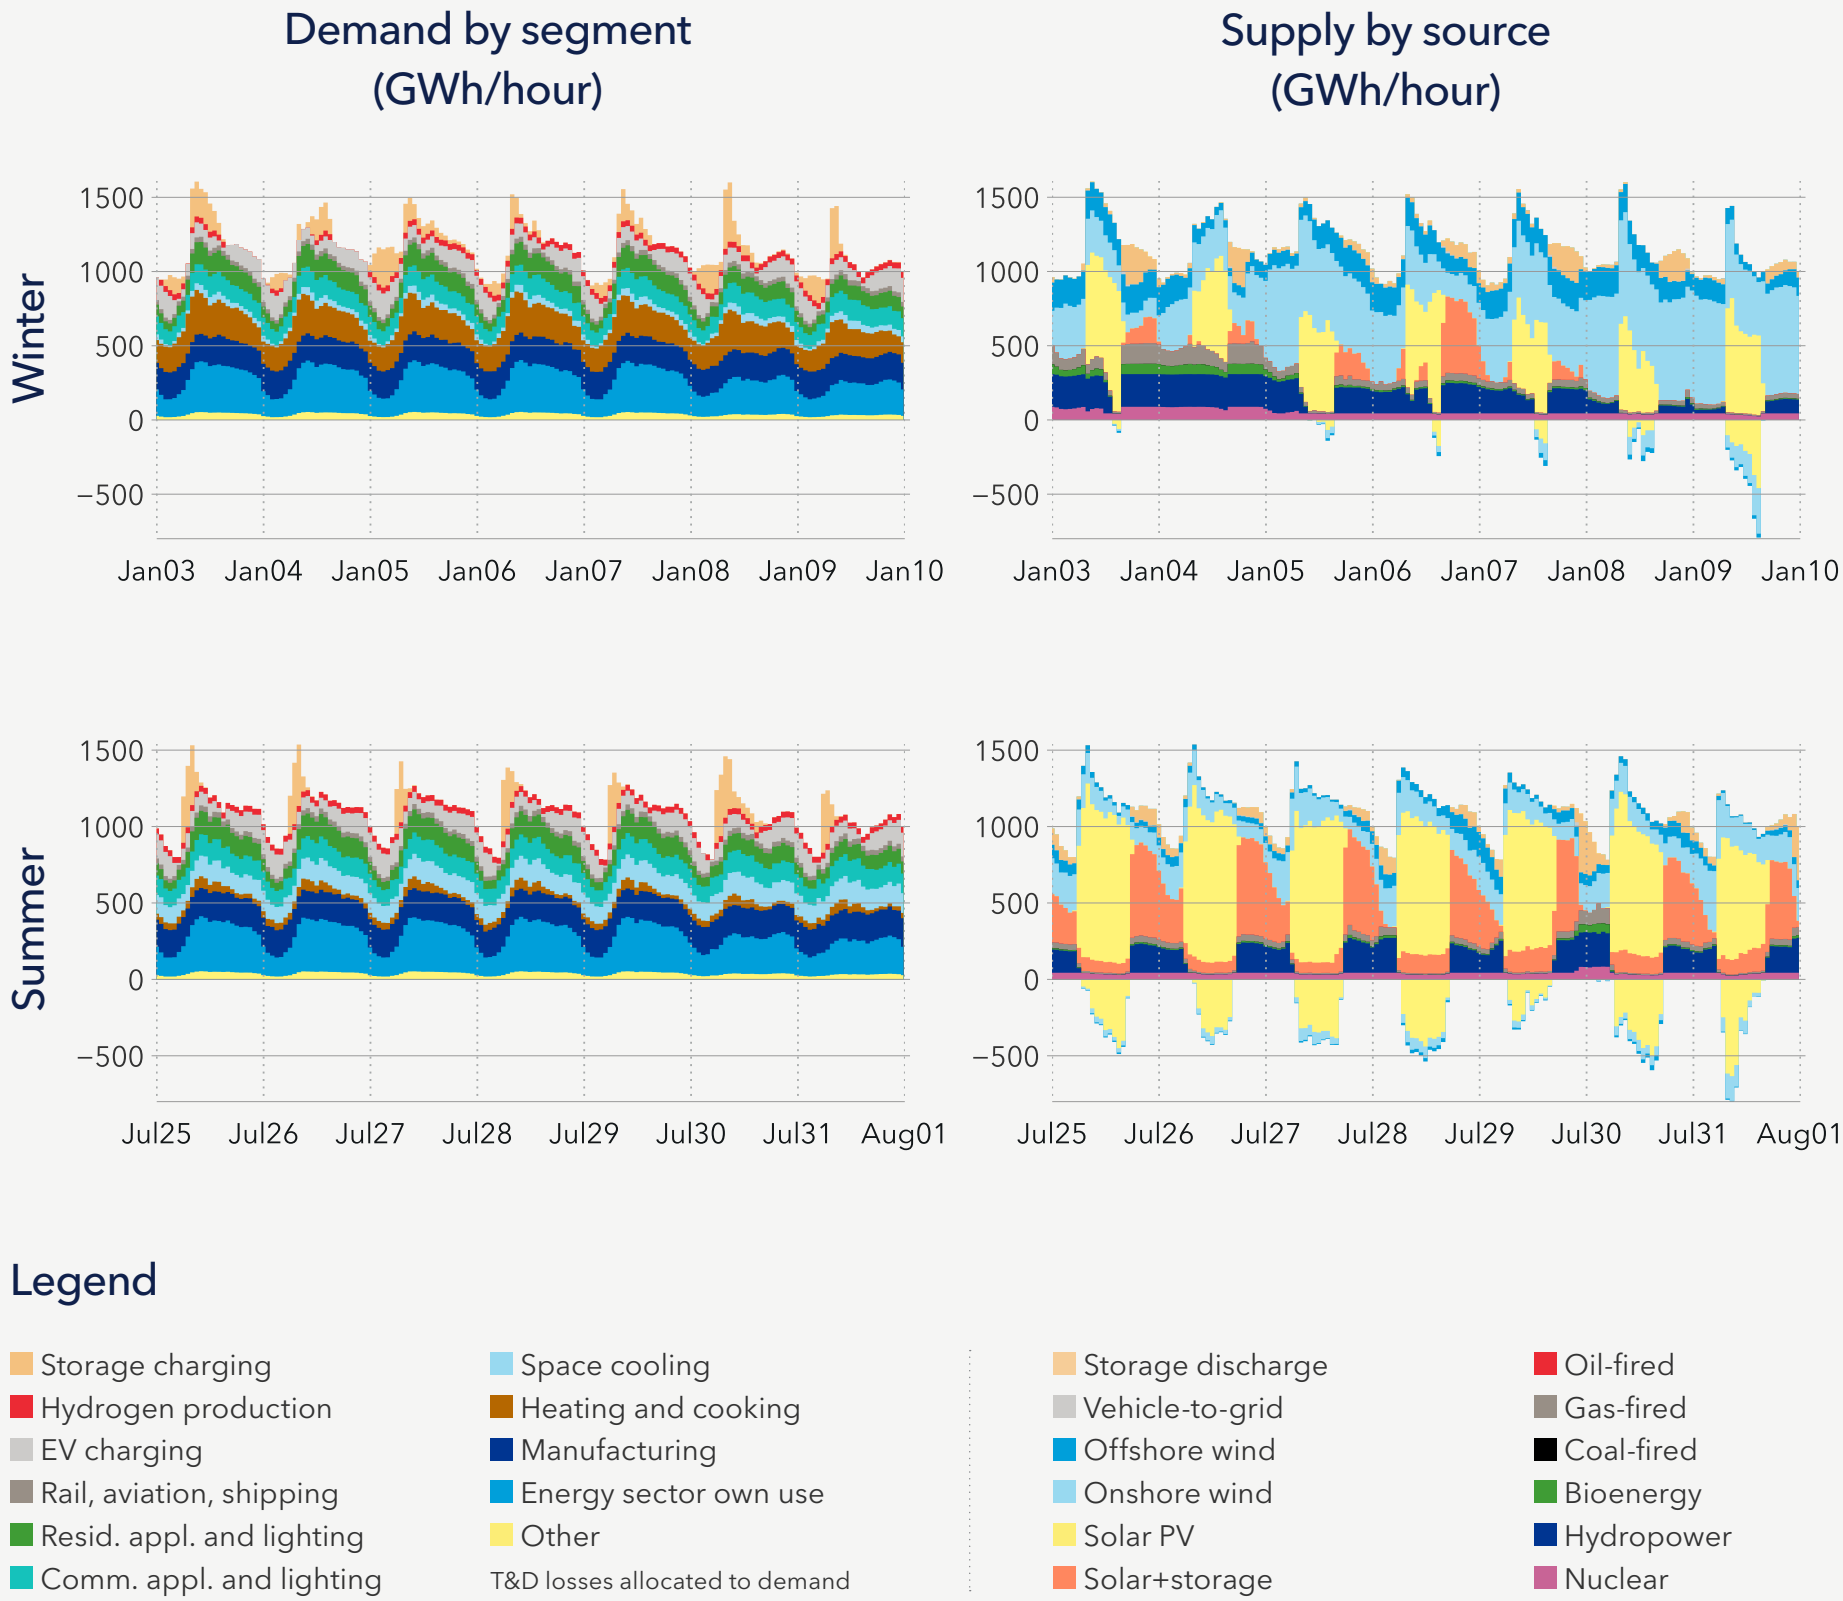 Demand by segment
(GWh/hour)
Supply by source
(GWh/hour)
Winter
1500
1000
500
0
−500
Jan03 Jan04 Jan05 Jan06 Jan07 Jan08 Jan09 Jan10
1500
1000
500
0
−500
Jan03 Jan04 Jan05 Jan06 Jan07 Jan08 Jan09 Jan10
Summer
1500
1000
500
0
−500
Jul25 Jul26 Jul27 Jul28 Jul29 Jul30 Jul31 Aug01
1500
1000
500
0
−500
Jul25 Jul26 Jul27 Jul28 Jul29 Jul30 Jul31 Aug01
Legend
Storage charging
Hydrogen production
EV charging
Rail, aviation, shipping
Resid. appl. and lighting
Comm. appl. and lighting
Space cooling
Heating and cooking
Manufacturing
Energy sector own use
Other
T&D losses allocated to demand
Storage discharge
Vehicle-to-grid
Offshore wind
Onshore wind
Solar PV
Solar+storage
Oil-fired
Gas-fired
Coal-fired
Bioenergy
Hydropower
Nuclear